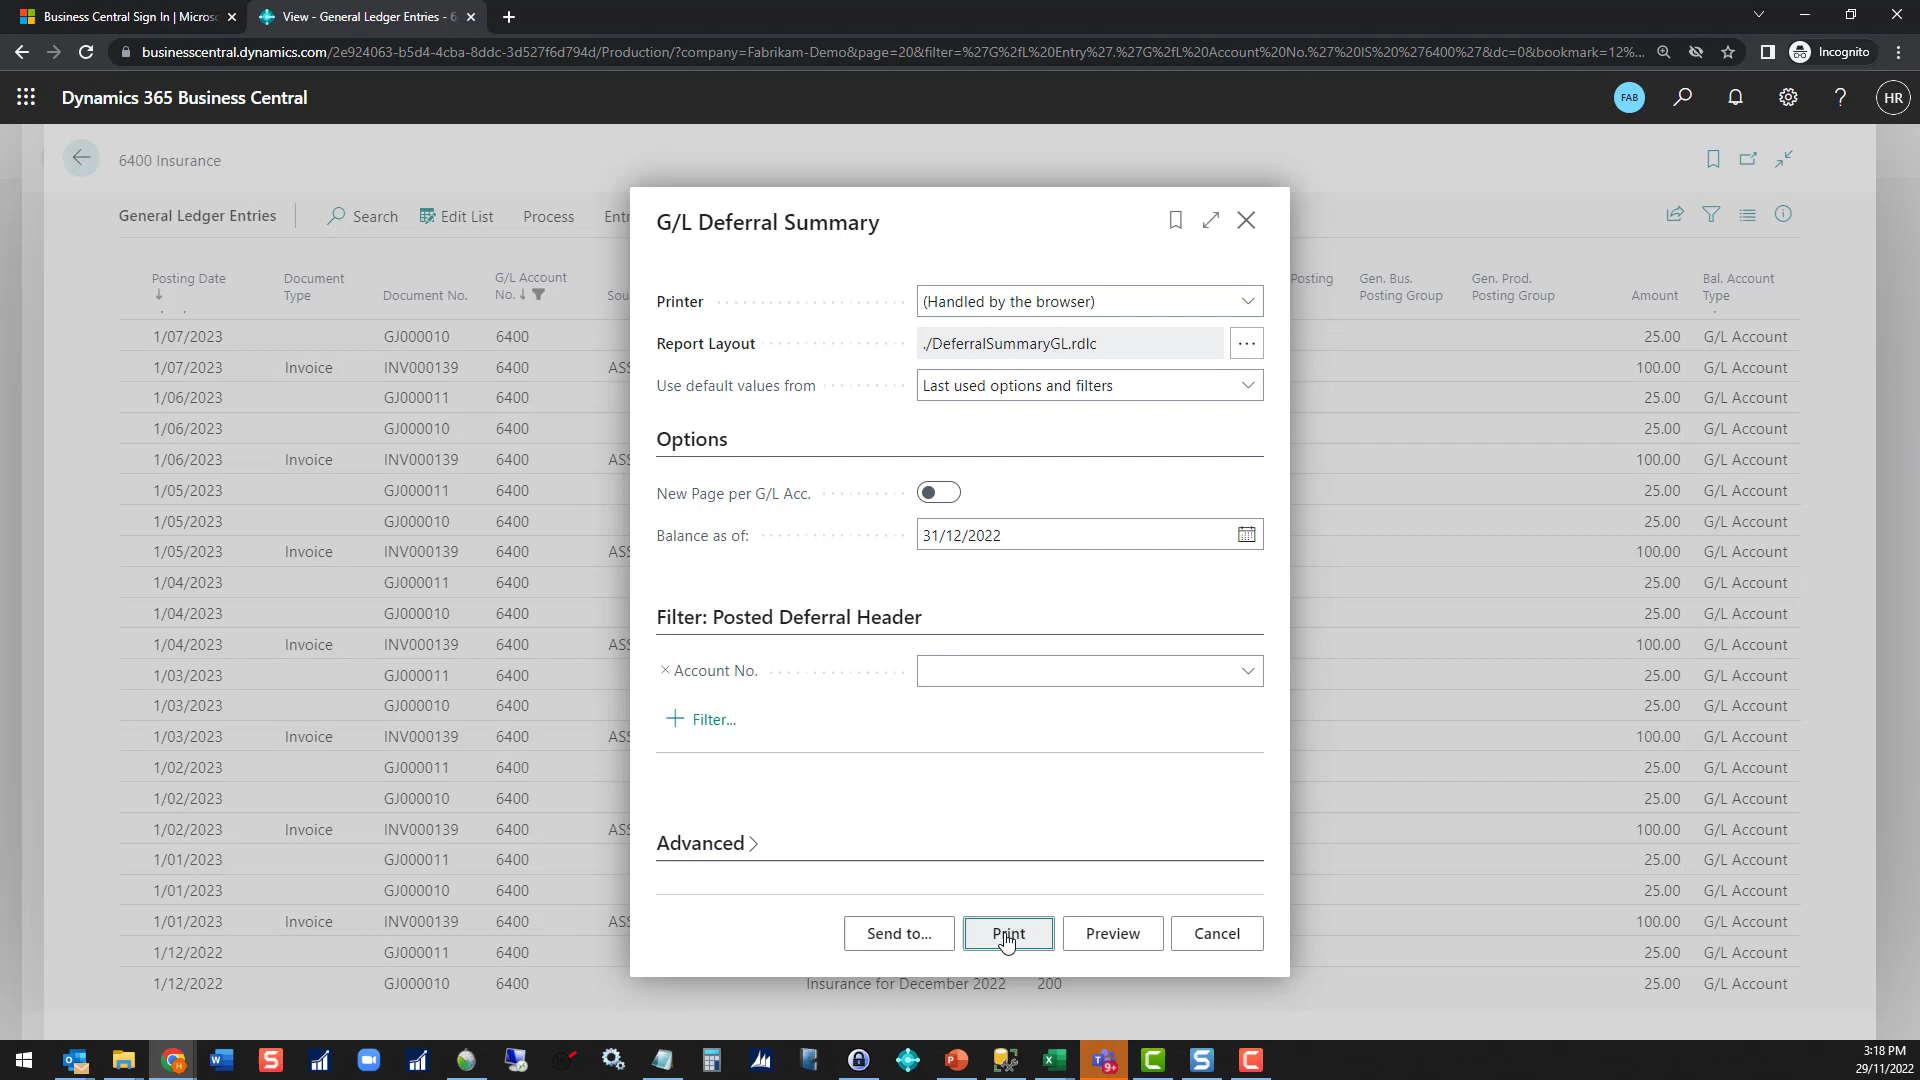 Business Central Sign In | Micros
View - General Ledger Entries - 6
businesscentral.dynamics.com/2e924063-b5d4-4cba-8ddc-3d527f6d794d/Production/?company=Fabrikam-Demo&page=20&filter=%27G%2fL%20Entry%27.%27G%2fL%20Account%20No.%27%20IS%20%276400%27&dc=0&bookmark=12%...
Incognito
Dynamics 365 Business Central
FAB
HR
6400 Insurance
General Ledger Entries
Search
Edit List
Process
Entr
Posting Date
Document Type
Document No.
G/L Account No.
Sou
Posting
Gen. Bus. Posting Group
Gen. Prod. Posting Group
Amount
Bal. Account Type
1/07/2023 GJ000010 6400 25.00 G/L Account
1/07/2023 Invoice INV000139 6400 ASS 100.00 G/L Account
1/06/2023 GJ000011 6400 25.00 G/L Account
1/06/2023 GJ000010 6400 25.00 G/L Account
1/06/2023 Invoice INV000139 6400 ASS 100.00 G/L Account
1/05/2023 GJ000011 6400 25.00 G/L Account
1/05/2023 GJ000010 6400 25.00 G/L Account
1/05/2023 Invoice INV000139 6400 ASS 100.00 G/L Account
1/04/2023 GJ000011 6400 25.00 G/L Account
1/04/2023 GJ000010 6400 25.00 G/L Account
1/04/2023 Invoice INV000139 6400 ASS 100.00 G/L Account
1/03/2023 GJ000011 6400 25.00 G/L Account
1/03/2023 GJ000010 6400 25.00 G/L Account
1/03/2023 Invoice INV000139 6400 ASS 100.00 G/L Account
1/02/2023 GJ000011 6400 25.00 G/L Account
1/02/2023 GJ000010 6400 25.00 G/L Account
1/02/2023 Invoice INV000139 6400 ASS 100.00 G/L Account
1/01/2023 GJ000011 6400 25.00 G/L Account
1/01/2023 GJ000010 6400 25.00 G/L Account
1/01/2023 Invoice INV000139 6400 ASS 100.00 G/L Account
1/12/2022 GJ000011 6400 25.00 G/L Account
1/12/2022 GJ000010 6400 Insurance for December 2022 200 25.00 G/L Account
G/L Deferral Summary
Printer (Handled by the browser)
Report Layout ./DeferralSummaryGL.rdlc
Use default values from Last used options and filters
Options
New Page per G/L Acc.
Balance as of: 31/12/2022
Filter: Posted Deferral Header
Account No.
Filter...
Advanced
Send to...
Print
Preview
Cancel
9+
3:18 PM
29/11/2022